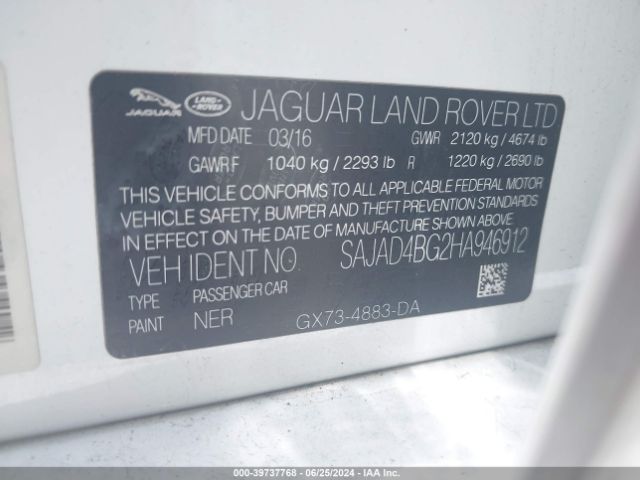 JAGUAR LAND ROVER JAGUAR LAND ROVER LTD
MFD DATE 03/16 GWR 2120 kg / 4674 lb
GAWR F 1040 kg / 2293 lb R 1220 kg / 2690 lb
THIS VEHICLE CONFORMS TO ALL APPLICABLE FEDERAL MOTOR
VEHICLE SAFETY, BUMPER AND THEFT PREVENTION STANDARDS
IN EFFECT ON THE DATE OF MANUFACTURE SHOWN ABOVE
VEH IDENT NO. SAJAD4BG2HA946912
TYPE PASSENGER CAR
PAINT NER GX73-4883-DA
000-39737768 - 06/25/2024 - IAA Inc.